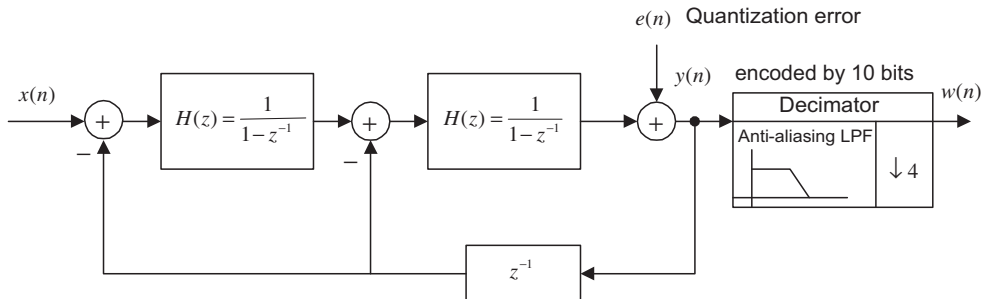 e(n) Quantization error
x(n)
+
−
H(z) = 1/(1 − z⁻¹)
+
−
H(z) = 1/(1 − z⁻¹)
+
y(n)
encoded by 10 bits
w(n)
Decimator
Anti-aliasing LPF
↓ 4
z⁻¹